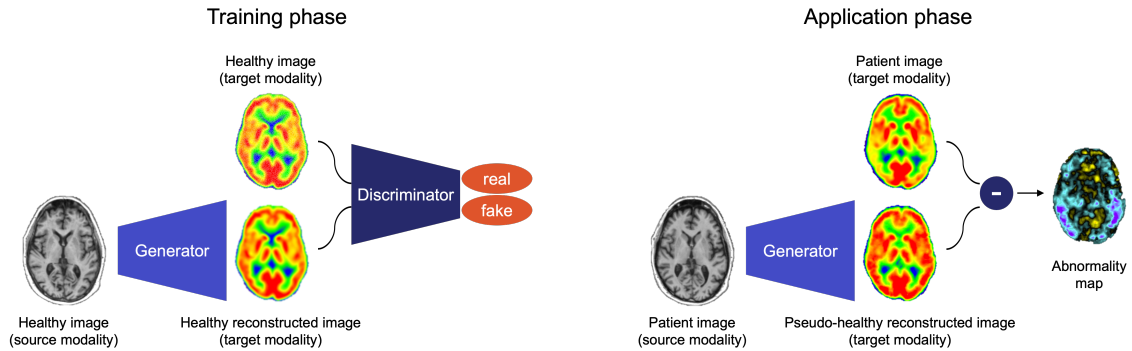 Training phase
Healthy image
(target modality)
Discriminator
real
fake
Generator
Healthy image
(source modality)
Healthy reconstructed image
(target modality)
Application phase
Patient image
(target modality)
-
Generator
Abnormality
map
Patient image
(source modality)
Pseudo-healthy reconstructed image
(target modality)